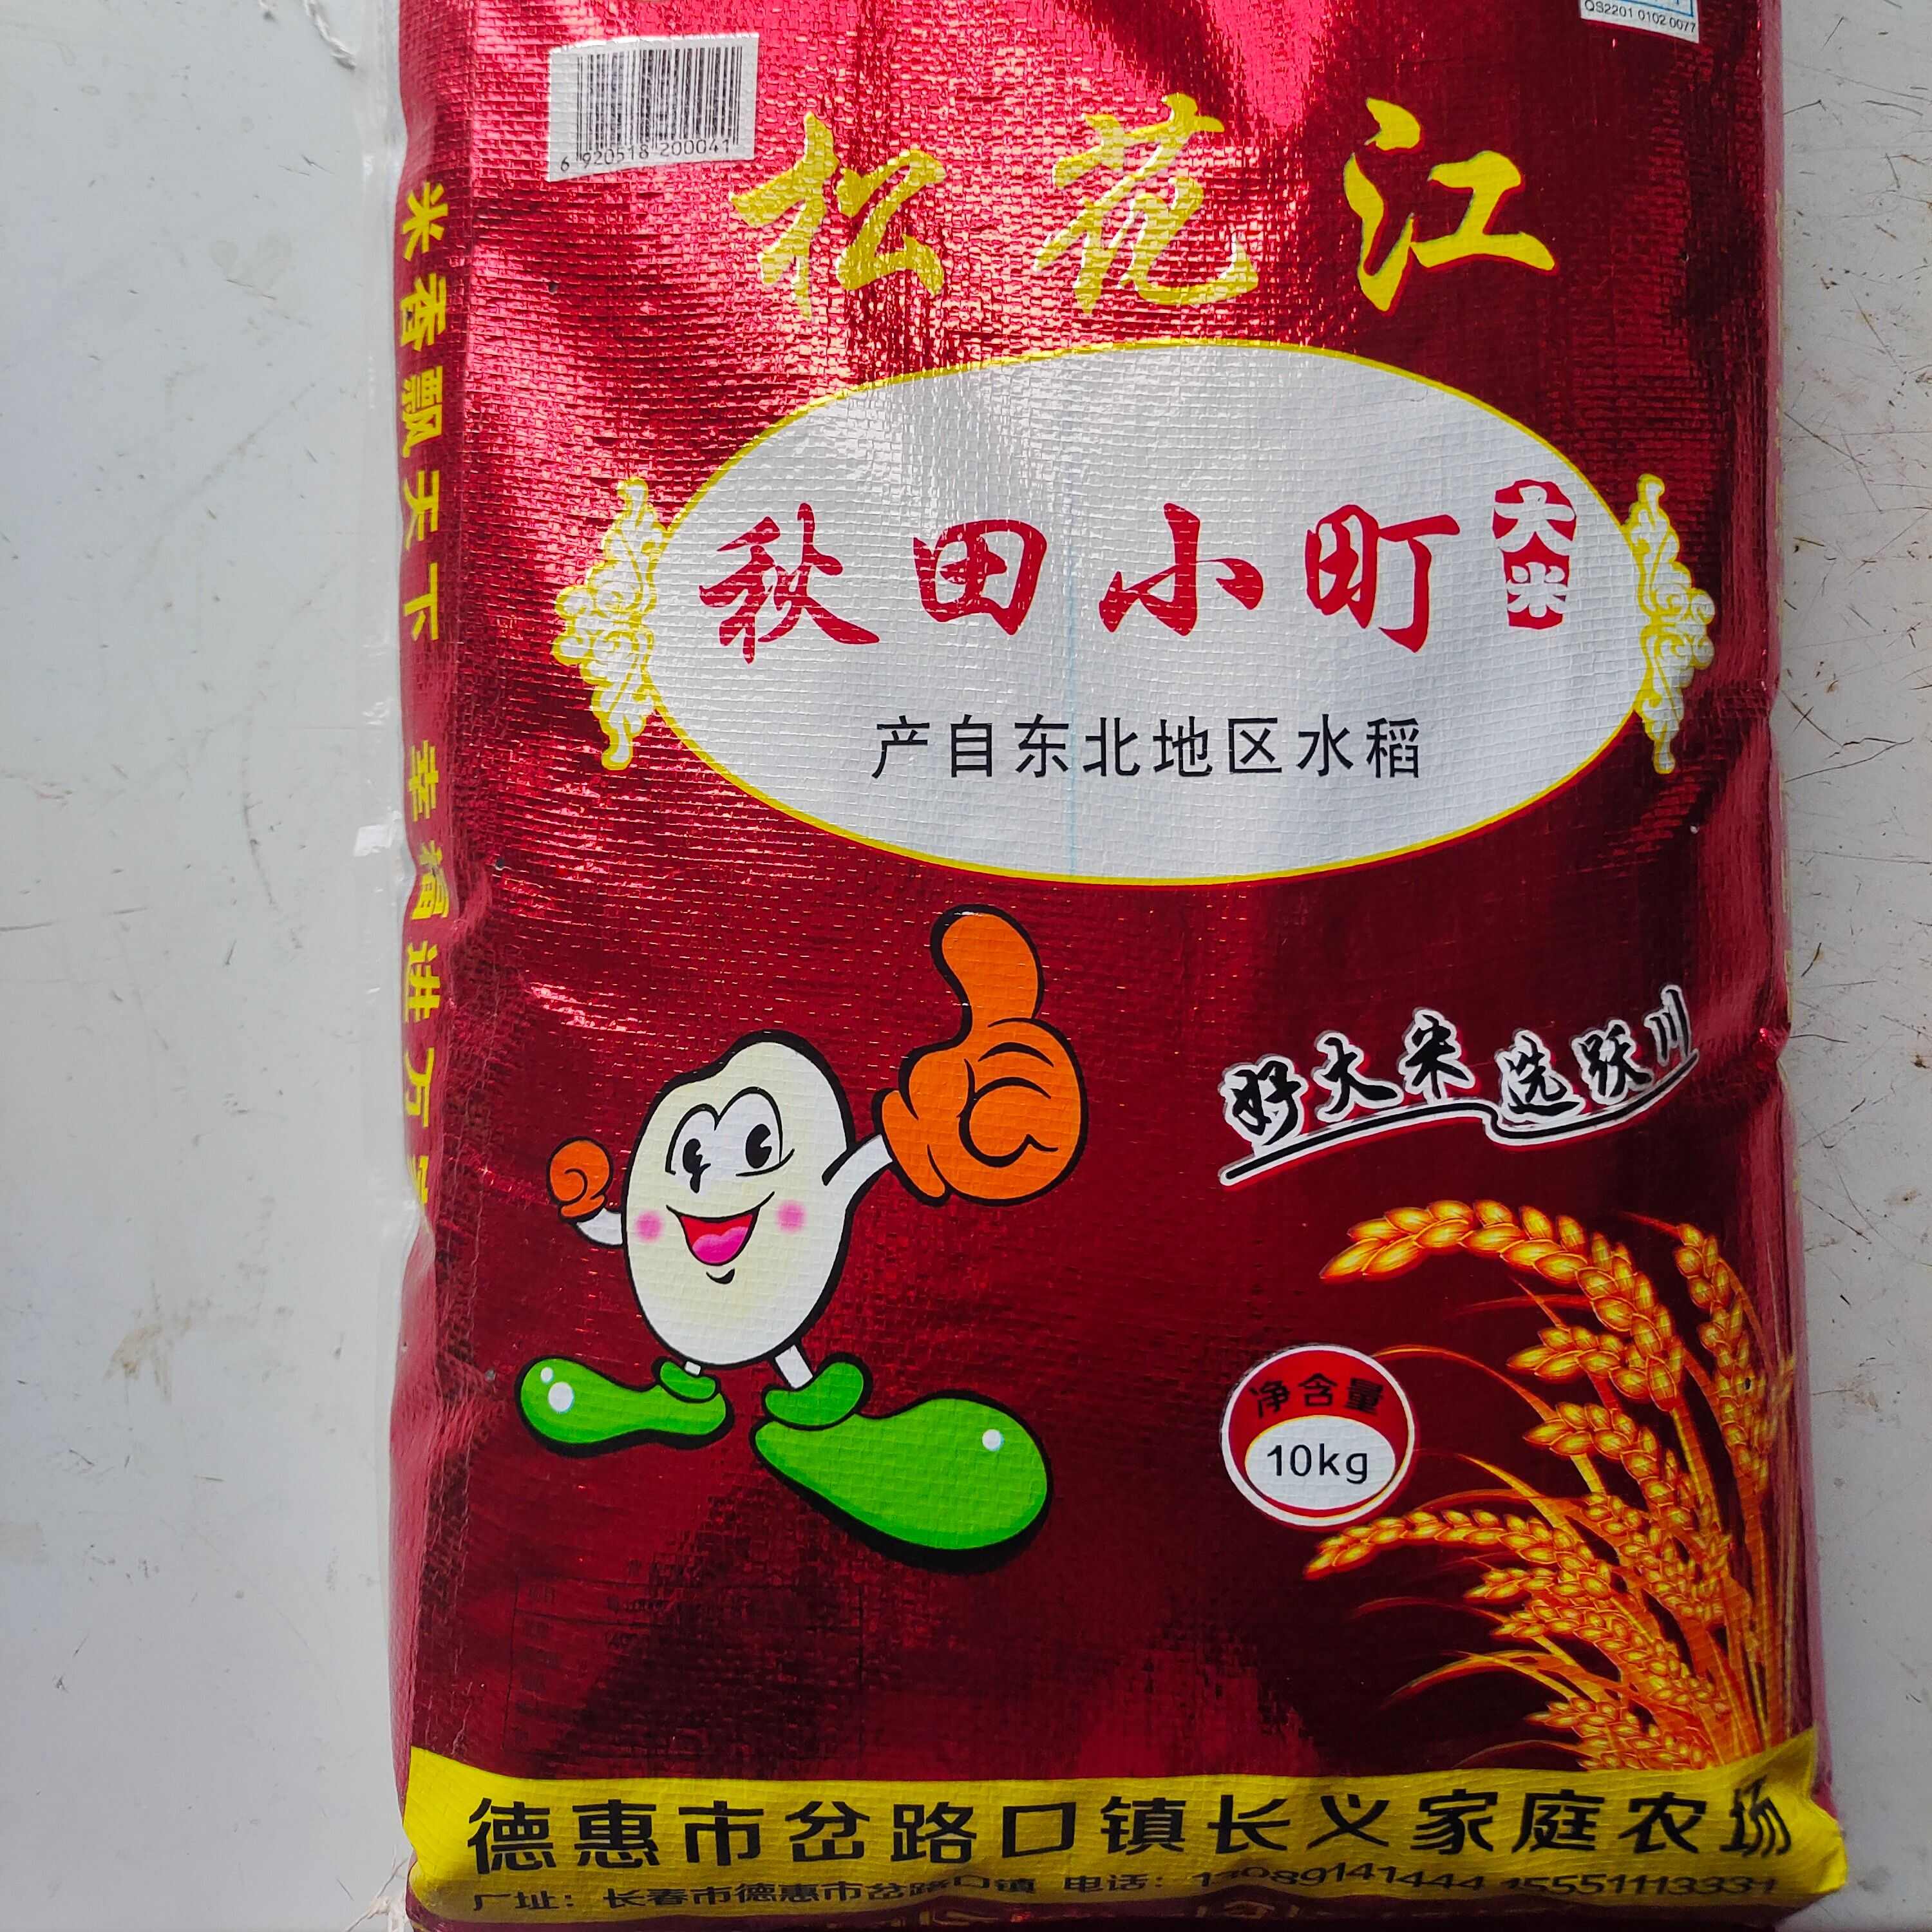 QS2201 0102 0077
6 920518 200041
松花江
秋田小町
大米
产自东北地区水稻
米香飘天下 幸福进万
好大米选跃川
净含量
10kg
德惠市岔路口镇长义家庭农场
厂址：长春市德惠市岔路口镇 电话： 15551113331